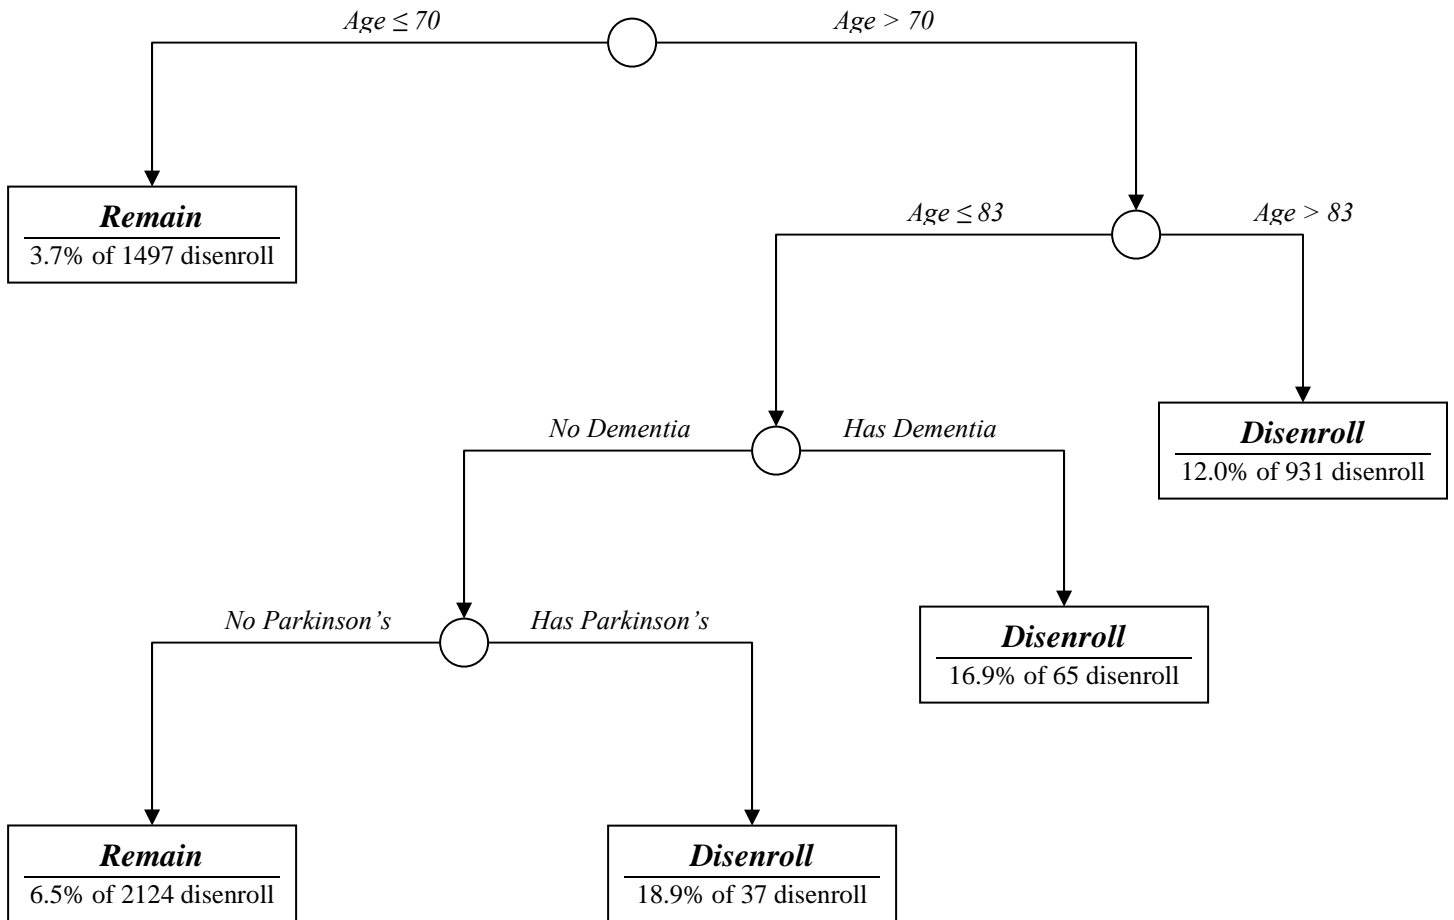 Age ≤ 70
Age > 70
Remain
3.7% of 1497 disenroll
Age ≤ 83
Age > 83
Disenroll
12.0% of 931 disenroll
No Dementia
Has Dementia
Disenroll
16.9% of 65 disenroll
No Parkinson’s
Has Parkinson’s
Remain
6.5% of 2124 disenroll
Disenroll
18.9% of 37 disenroll